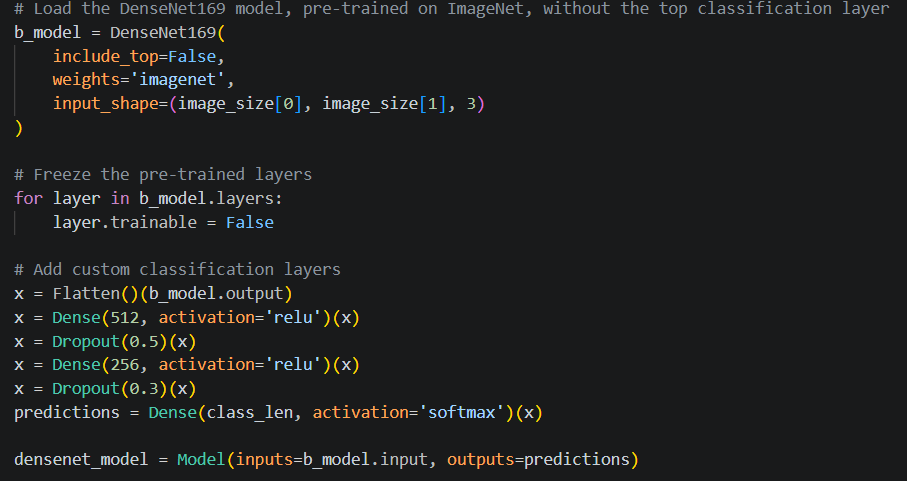 # Load the DenseNet169 model, pre-trained on ImageNet, without the top classification layer
b_model = DenseNet169(
    include_top=False,
    weights='imagenet',
    input_shape=(image_size[0], image_size[1], 3)
)

# Freeze the pre-trained layers
for layer in b_model.layers:
    layer.trainable = False

# Add custom classification layers
x = Flatten()(b_model.output)
x = Dense(512, activation='relu')(x)
x = Dropout(0.5)(x)
x = Dense(256, activation='relu')(x)
x = Dropout(0.3)(x)
predictions = Dense(class_len, activation='softmax')(x)

densenet_model = Model(inputs=b_model.input, outputs=predictions)